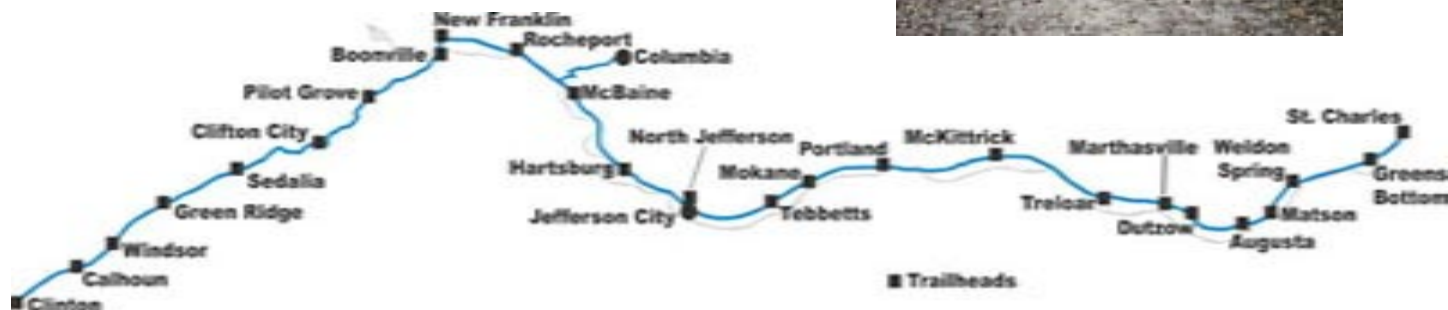 New Franklin
Rocheport
Boonville
Columbia
Pilot Grove
McBaine
St. Charles
Clifton City
North Jefferson
McKittrick
Portland
Marthasville
Weldon
Spring
Hartsburg
Mokane
Sedalia
Greens
Bottom
Green Ridge
Jefferson City
Tebbetts
Treloar
Matson
Dutzow
Augusta
Windsor
Calhoun
Trailheads
Clinton